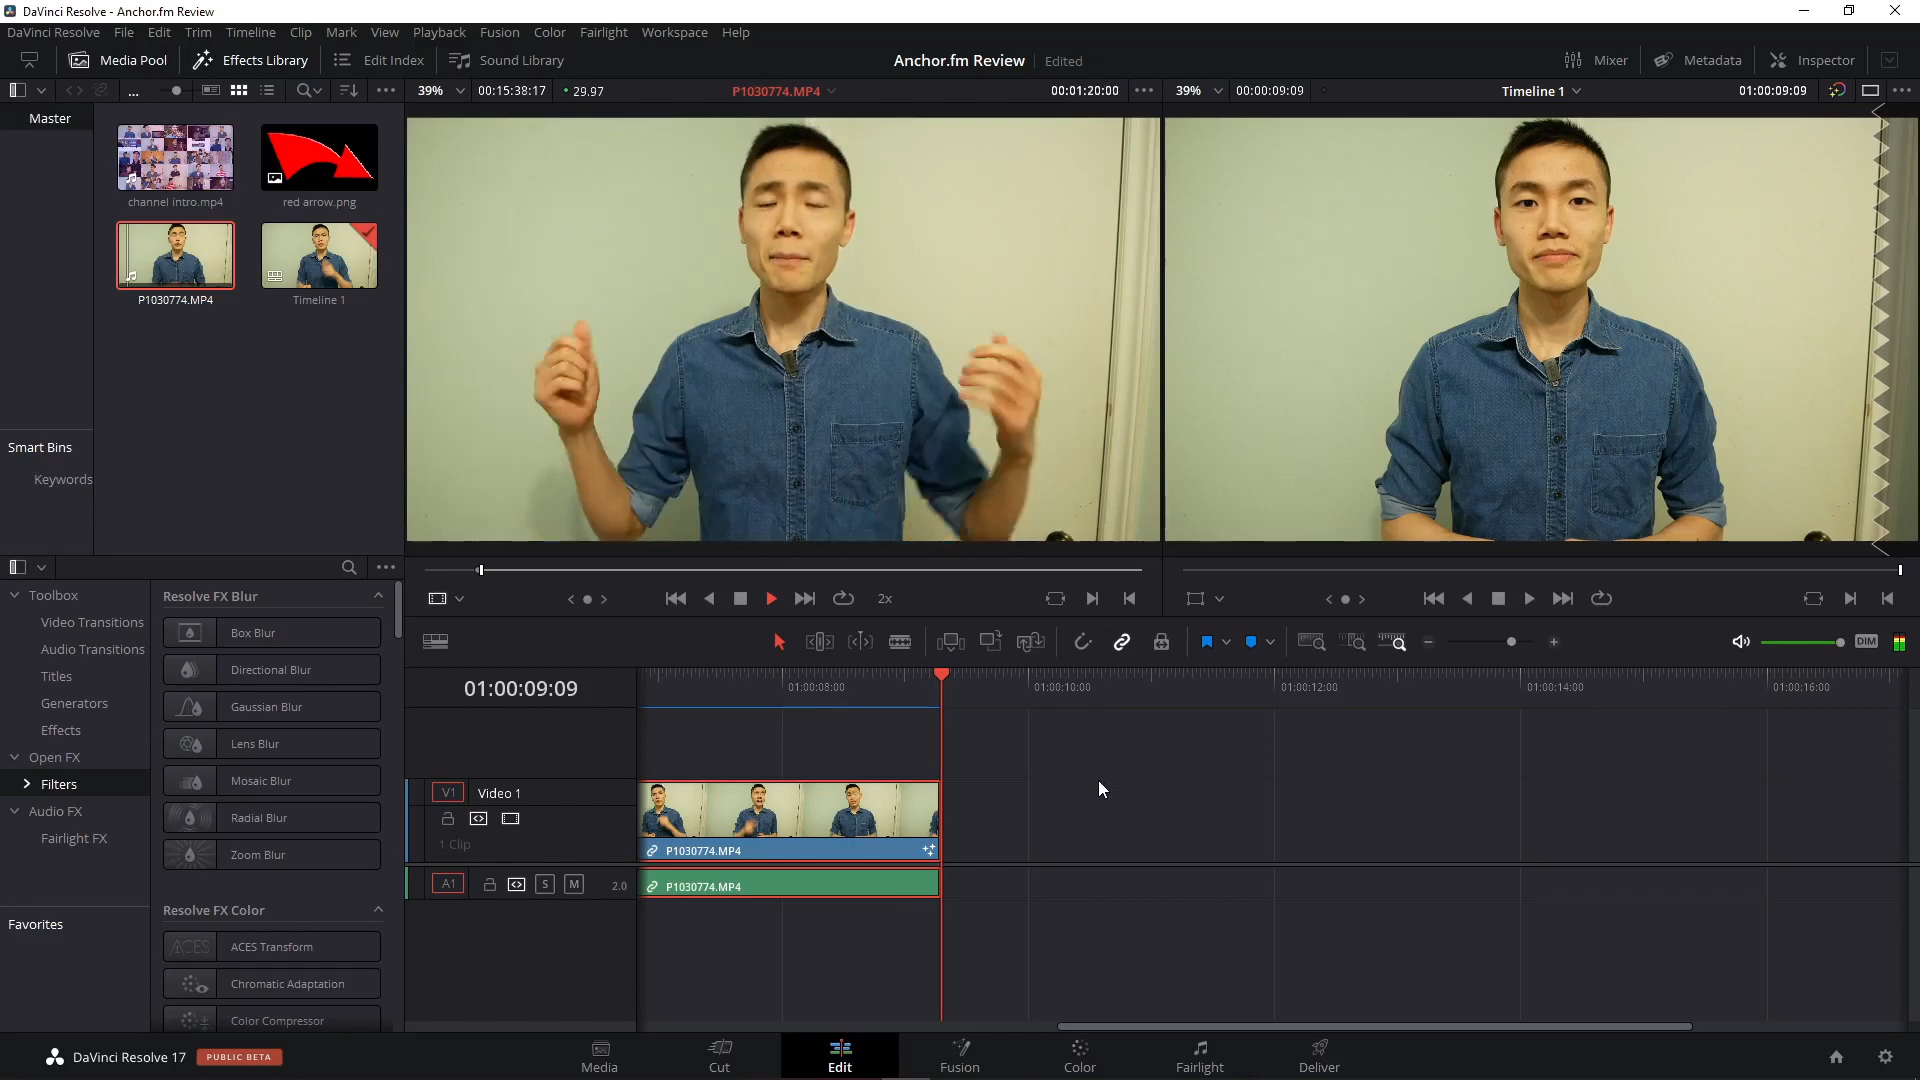 DaVinci Resolve - Anchor.fm Review
DaVinci Resolve File Edit Trim Timeline Clip Mark View Playback Fusion Color Fairlight Workspace Help
Media Pool Effects Library Edit Index Sound Library Anchor.fm Review Edited Mixer Metadata Inspector
... 39% 00:15:38:17 29.97 P1030774.MP4 00:01:20:00 39% 00:00:09:09 Timeline 1 01:00:09:09
Master
channel intro.mp4 red arrow.png
P1030774.MP4 Timeline 1
Smart Bins
Keywords
Toolbox
Video Transitions
Audio Transitions
Titles
Generators
Effects
Open FX
Filters
Audio FX
Fairlight FX
Favorites
Resolve FX Blur
Box Blur
Directional Blur
Gaussian Blur
Lens Blur
Mosaic Blur
Radial Blur
Zoom Blur
Resolve FX Color
ACES ACES Transform
Chromatic Adaptation
Color Compressor
2x
DIM
01:00:09:09 01:00:08:00 01:00:10:00 01:00:12:00 01:00:14:00 01:00:16:00
V1 Video 1
1 Clip
P1030774.MP4
A1 S M 2.0 P1030774.MP4
DaVinci Resolve 17 PUBLIC BETA
Media Cut Edit Fusion Color Fairlight Deliver